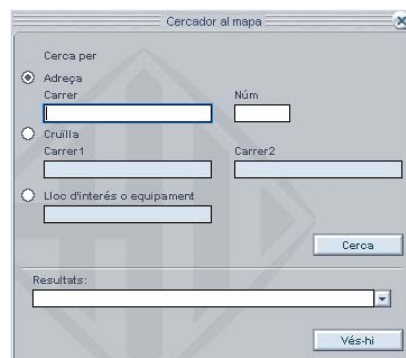 Cercador al mapa
Cerca per
Adreça
Carrer Núm
Cruïlla
Carrer1 Carrer2
Lloc d'interés o equipament
Cerca
Resultats:
Vés-hi